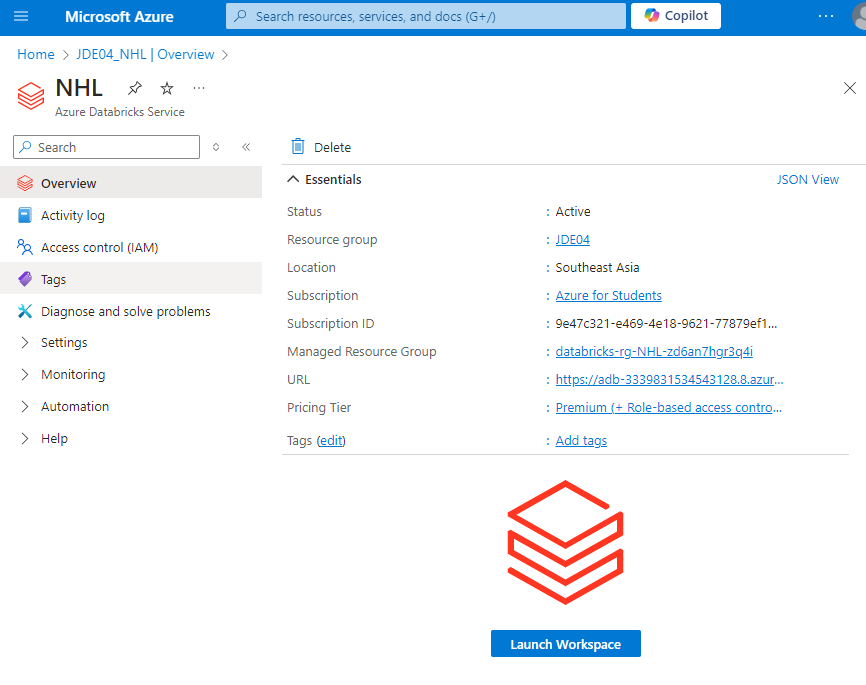 Microsoft Azure
Search resources, services, and docs (G+/)
Copilot
...
Home > JDE04_NHL | Overview >
NHL
...
Azure Databricks Service
Search
«
Delete
Overview
Activity log
Access control (IAM)
Tags
Diagnose and solve problems
Settings
Monitoring
Automation
Help
Essentials
JSON View
Status : Active
Resource group : JDE04
Location : Southeast Asia
Subscription : Azure for Students
Subscription ID : 9e47c321-e469-4e18-9621-77879ef1...
Managed Resource Group : databricks-rg-NHL-zd6an7hgr3q4i
URL : https://adb-3339831534543128.8.azur...
Pricing Tier : Premium (+ Role-based access contro...
Tags (edit) : Add tags
Launch Workspace